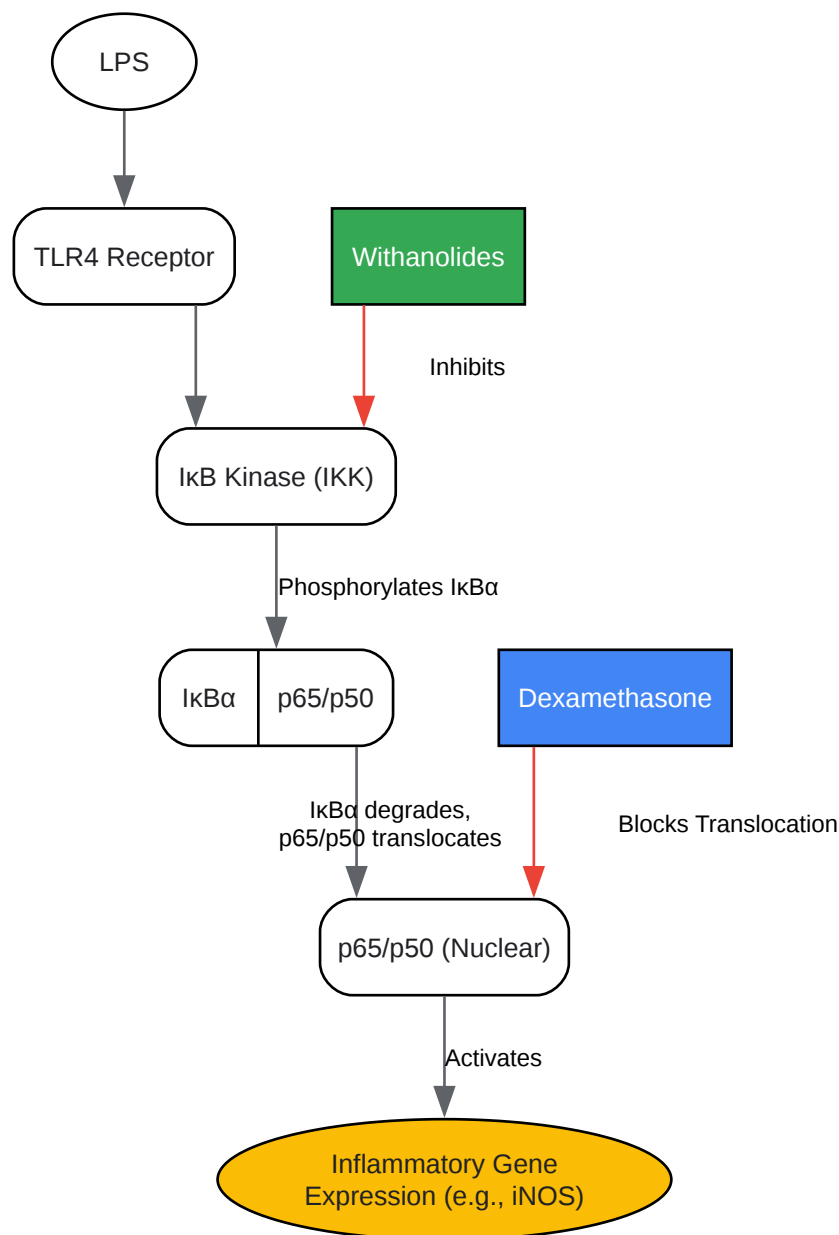 LPS
TLR4 Receptor
Withanolides
Inhibits
IκB Kinase (IKK)
Phosphorylates IκBα
IκBα
p65/p50
Dexamethasone
IκBα degrades,
p65/p50 translocates
Blocks Translocation
p65/p50 (Nuclear)
Activates
Inflammatory Gene
Expression (e.g., iNOS)